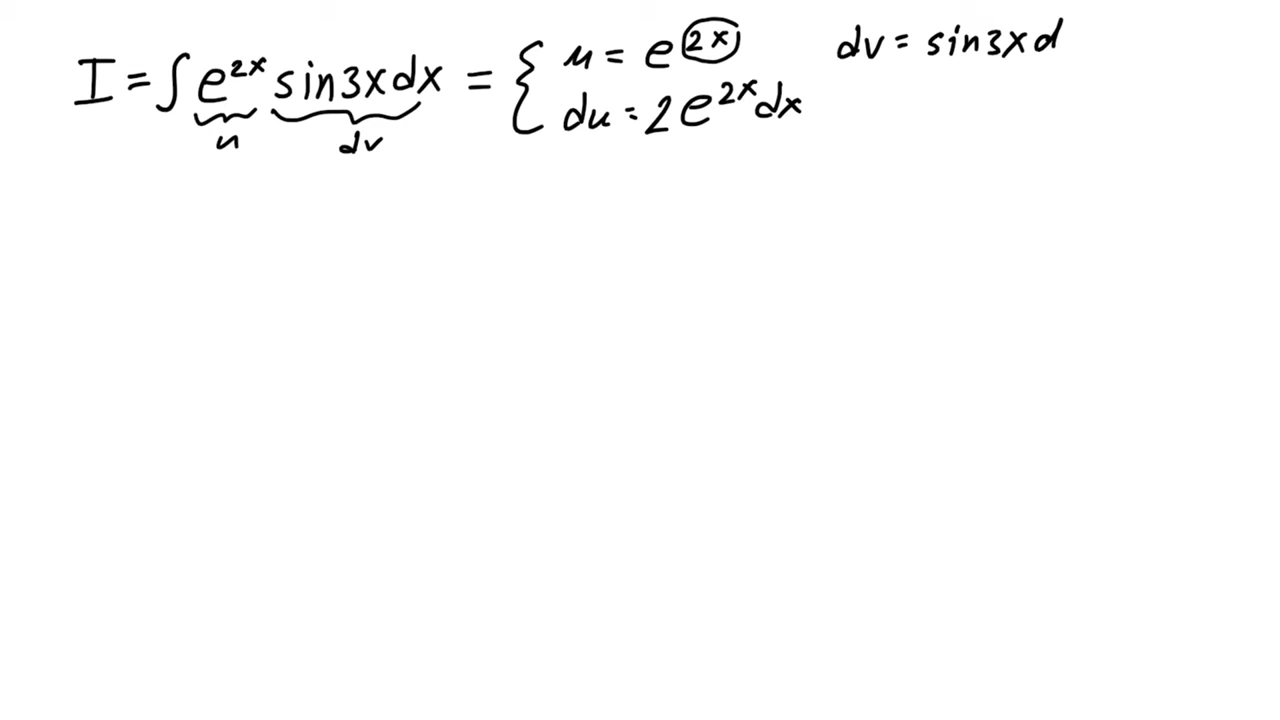 I = ∫ e^{2x} sin3x dx = { u = e^{2x} dv = sin3x d
du = 2e^{2x} dx
u dv